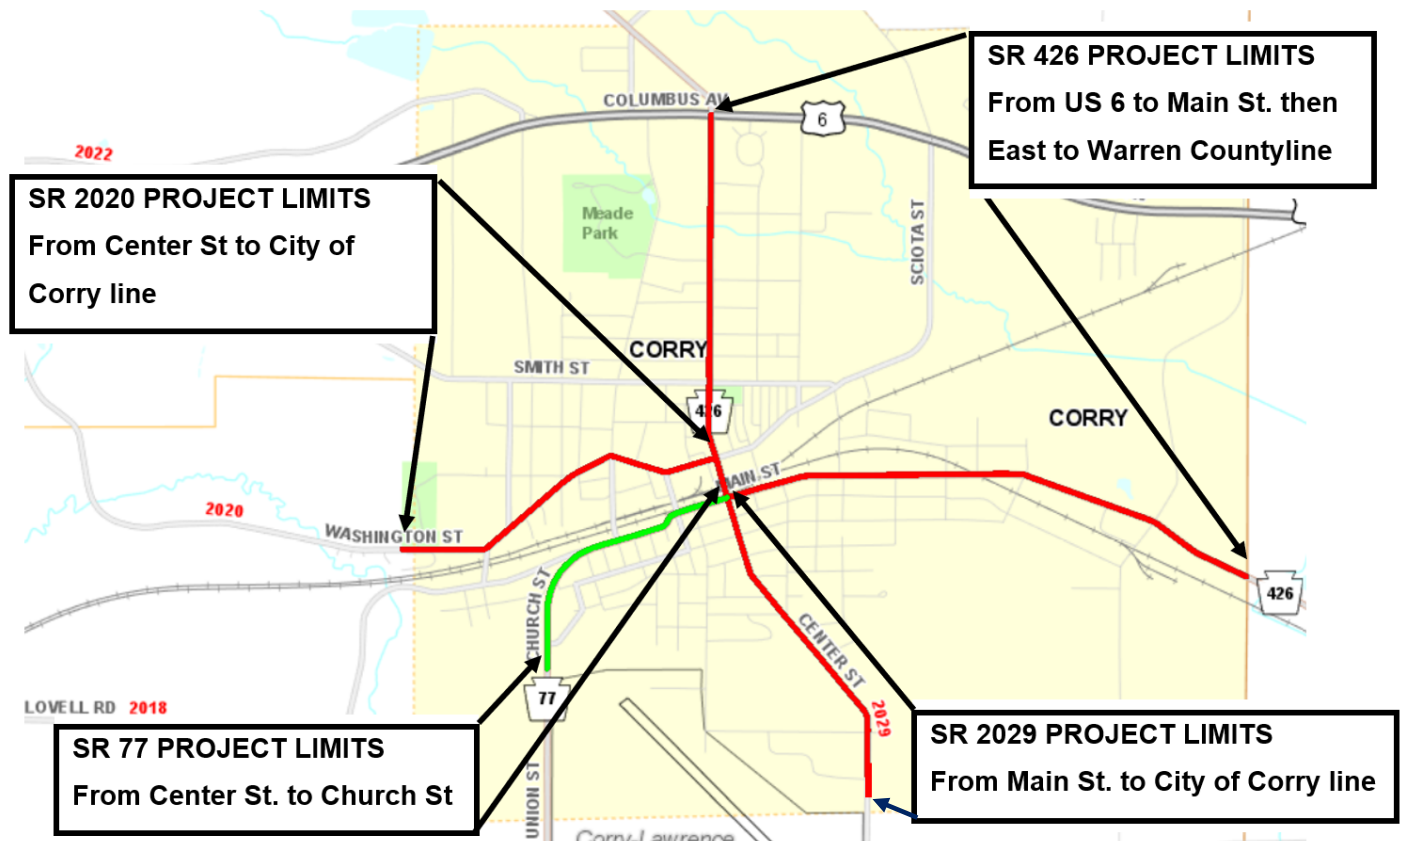 SR 426 PROJECT LIMITS
From US 6 to Main St. then
East to Warren Countyline
COLUMBUS AV
6
2022
SR 2020 PROJECT LIMITS
From Center St to City of
Corry line
Meade
Park
SCIOTA ST
CORRY
SMITH ST
426
CORRY
MAIN ST
2020
WASHINGTON ST
426
CHURCH ST
CENTER ST
77
LOVELL RD 2018
2029
SR 77 PROJECT LIMITS
From Center St. to Church St
SR 2029 PROJECT LIMITS
From Main St. to City of Corry line
UNION ST
Corry-Lawrence